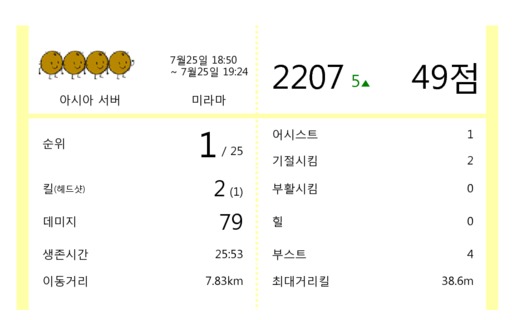 7월25일 18:50
~ 7월25일 19:24
아시아 서버
미라마
2207 5▲ 49점
순위 1 / 25
킬(헤드샷) 2 (1)
데미지 79
생존시간 25:53
이동거리 7.83km
어시스트 1
기절시킴 2
부활시킴 0
힐 0
부스트 4
최대거리킬 38.6m